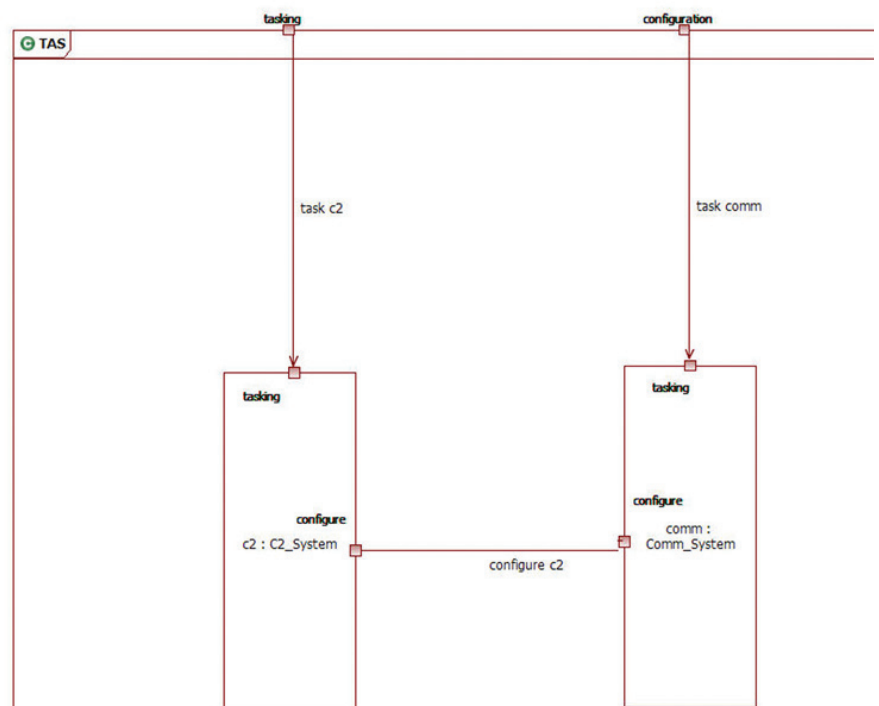 tasking
configuration
C TAS
task c2
task comm
tasking
tasking
configure
configure
c2 : C2_System
comm :
Comm_System
configure c2